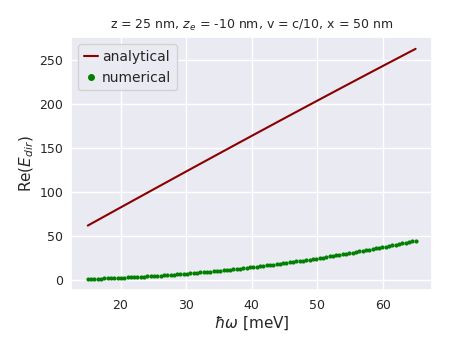 z = 25 nm, z_e = -10 nm, v = c/10, x = 50 nm
analytical
numerical
Re(E_dir)
250
200
150
100
50
0
20 30 40 50 60
ħω [meV]